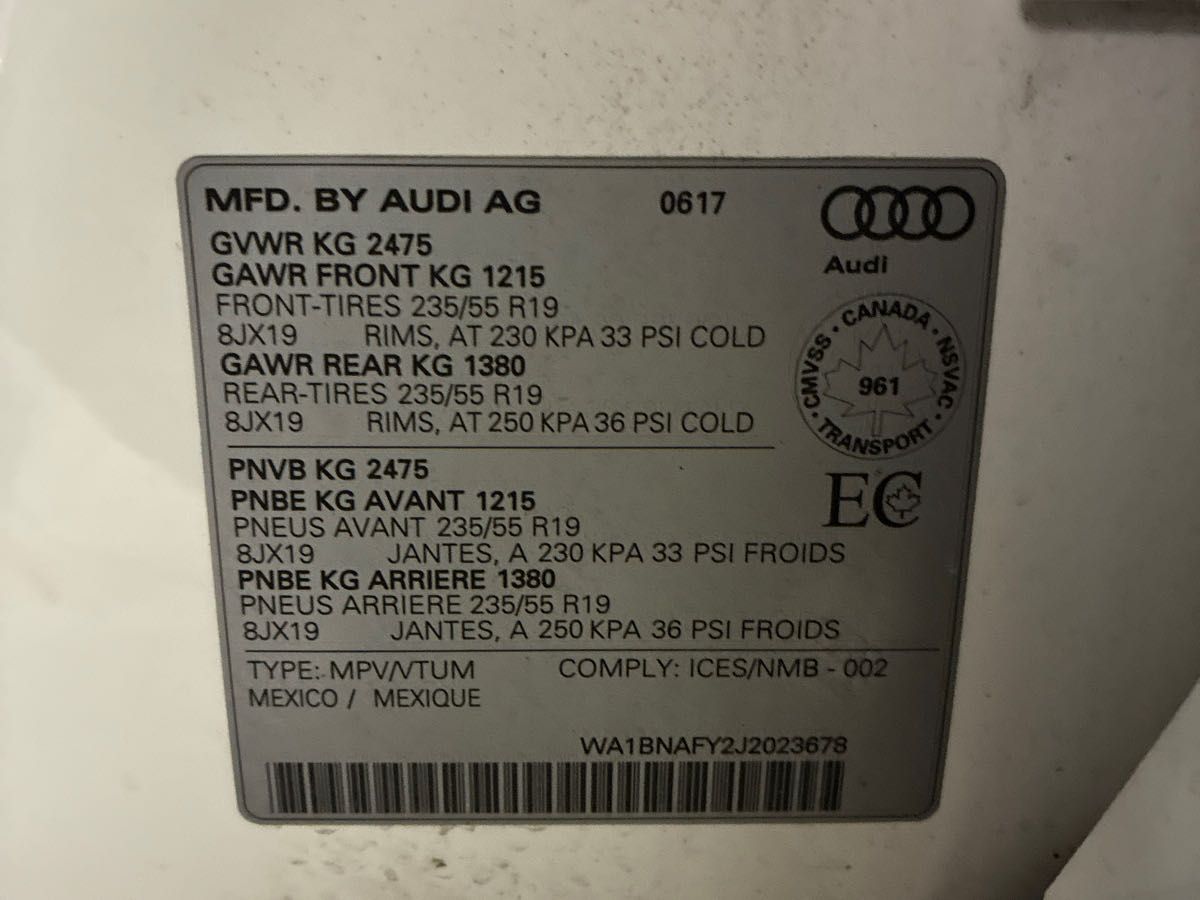 MFD. BY AUDI AG 0617
Audi
GVWR KG 2475
GAWR FRONT KG 1215
FRONT-TIRES 235/55 R19
8JX19 RIMS, AT 230 KPA 33 PSI COLD
GAWR REAR KG 1380
REAR-TIRES 235/55 R19
8JX19 RIMS, AT 250 KPA 36 PSI COLD
CMVSS · CANADA · NSVAC · TRANSPORT ·
961
EC
PNVB KG 2475
PNBE KG AVANT 1215
PNEUS AVANT 235/55 R19
8JX19 JANTES, A 230 KPA 33 PSI FROIDS
PNBE KG ARRIERE 1380
PNEUS ARRIERE 235/55 R19
8JX19 JANTES, A 250 KPA 36 PSI FROIDS
TYPE: MPV/VTUM COMPLY: ICES/NMB - 002
MEXICO / MEXIQUE
WA1BNAFY2J2023678